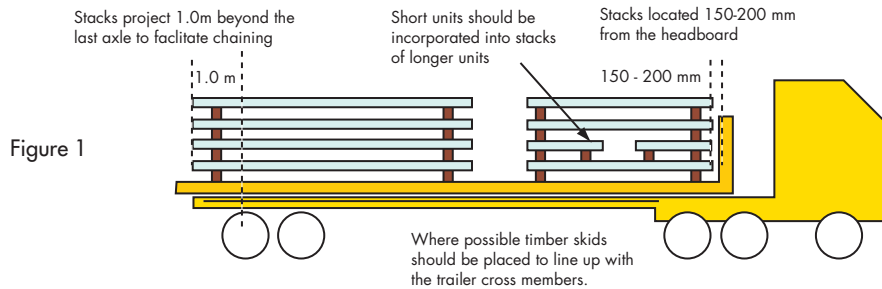 Stacks project 1.0m beyond the
last axle to faclitate chaining
Short units should be
incorporated into stacks
of longer units
Stacks located 150-200 mm
from the headboard
1.0 m
150 - 200 mm
Figure 1
Where possible timber skids
should be placed to line up with
the trailer cross members.